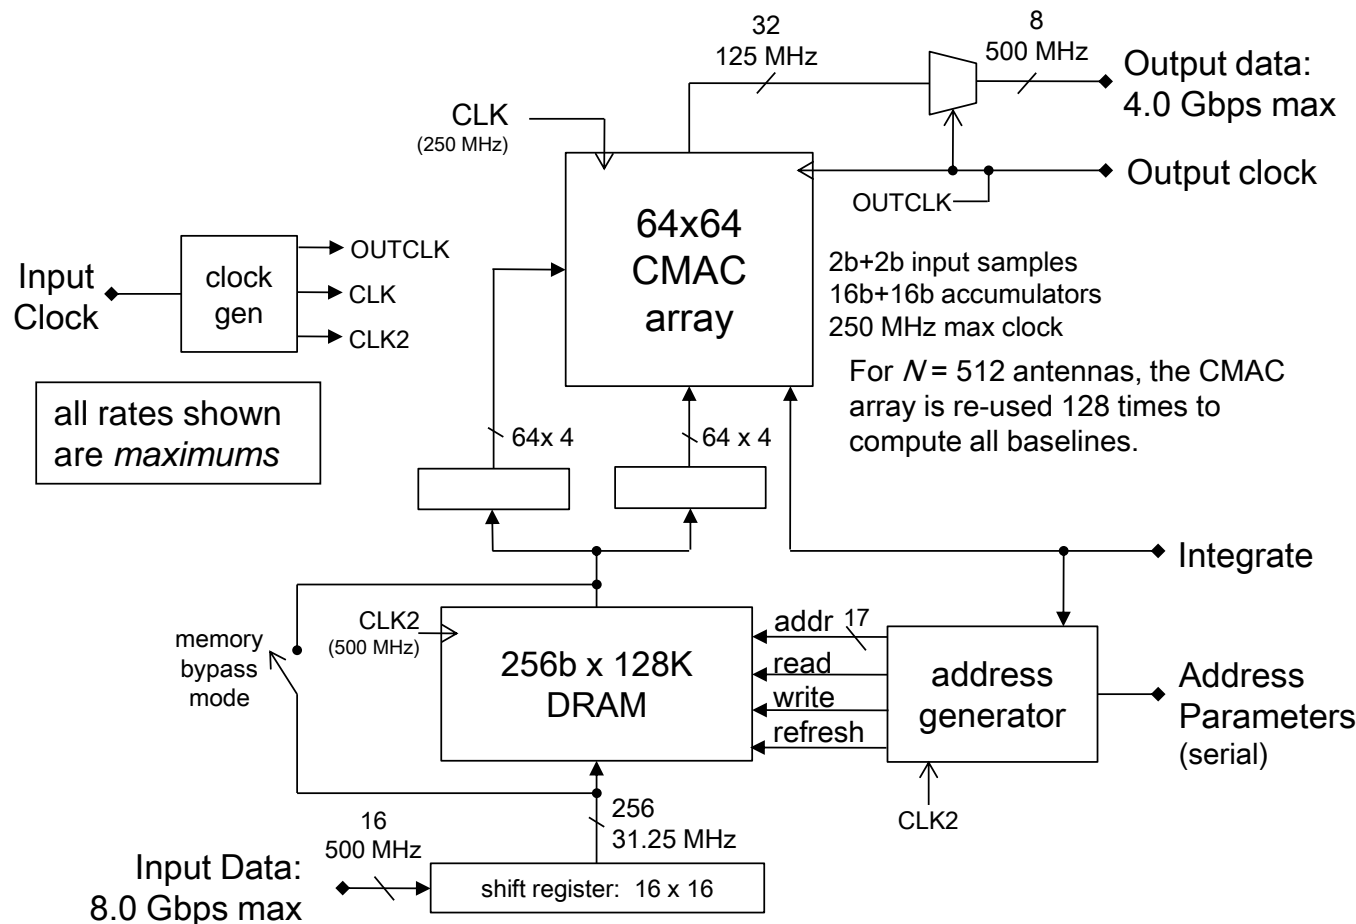 32
125 MHz
8
500 MHz
Output data:
4.0 Gbps max
CLK
(250 MHz)
Output clock
OUTCLK
64x64
CMAC
array
Input
Clock
clock
gen
OUTCLK
CLK
CLK2
2b+2b input samples
16b+16b accumulators
250 MHz max clock
For N = 512 antennas, the CMAC
array is re-used 128 times to
compute all baselines.
all rates shown
are maximums
64x 4
64 x 4
Integrate
memory
bypass
mode
CLK2
(500 MHz)
256b x 128K
DRAM
addr
17
read
write
refresh
address
generator
Address
Parameters
(serial)
CLK2
256
31.25 MHz
16
500 MHz
Input Data:
8.0 Gbps max
shift register: 16 x 16